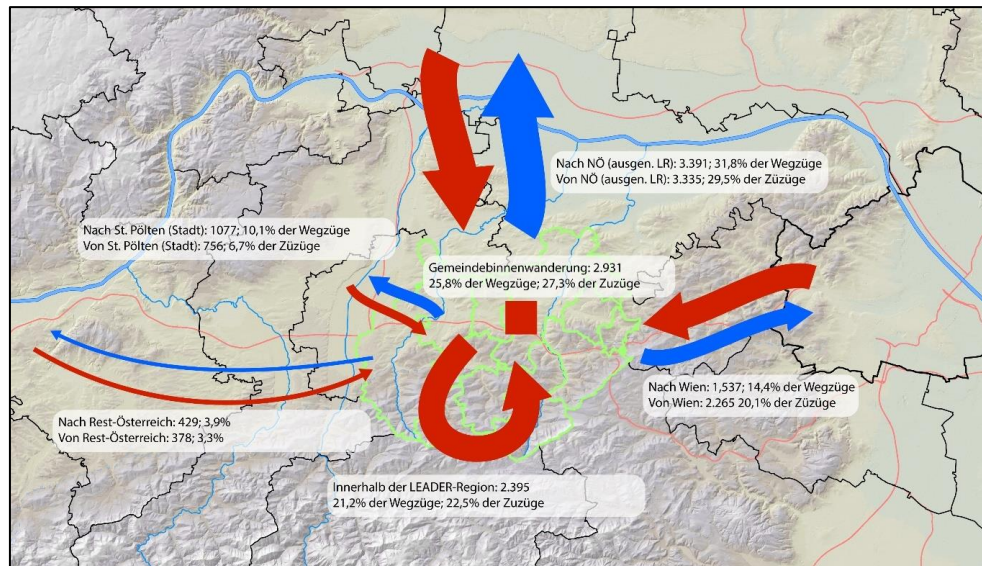 Nach NÖ (ausgen. LR): 3.391; 31,8% der Wegzüge
Von NÖ (ausgen. LR): 3.335; 29,5% der Züzüge
Nach St. Pölten (Stadt): 1077; 10,1% der Wegzüge
Von St. Pölten (Stadt): 756; 6,7% der Züzüge
Gemeindebinnenwanderung: 2.931
25,8% der Wegzüge; 27,3% der Zuzüge
Nach Wien: 1,537; 14,4% der Wegzüge
Von Wien: 2.265 20,1% der Züzüge
Nach Rest-Österreich: 429; 3,9%
Von Rest-Österreich: 378; 3,3%
Innerhalb der LEADER-Region: 2.395
21,2% der Wegzüge; 22,5% der Zuzüge